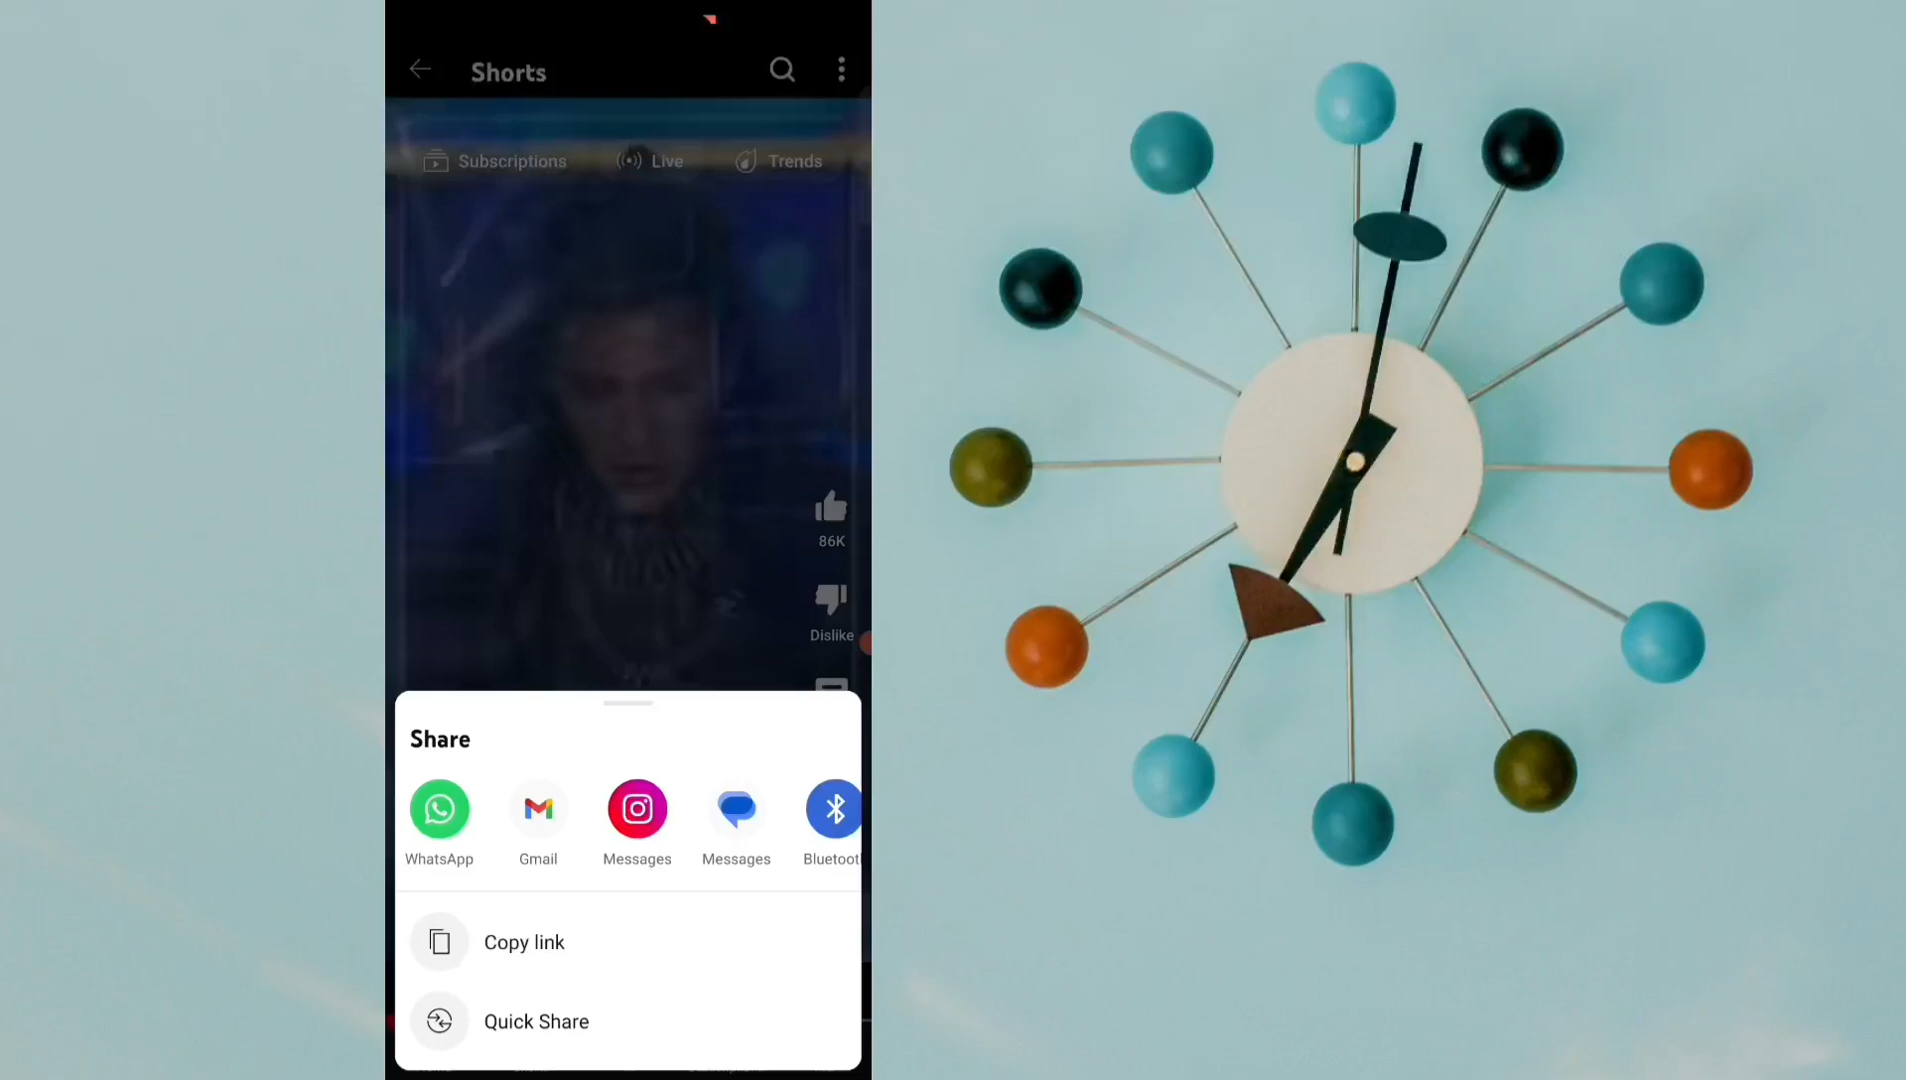 Shorts
Subscriptions Live Trends
86K
Dislike
Share
WhatsApp Gmail Messages Messages Bluetoot
Copy link
Quick Share